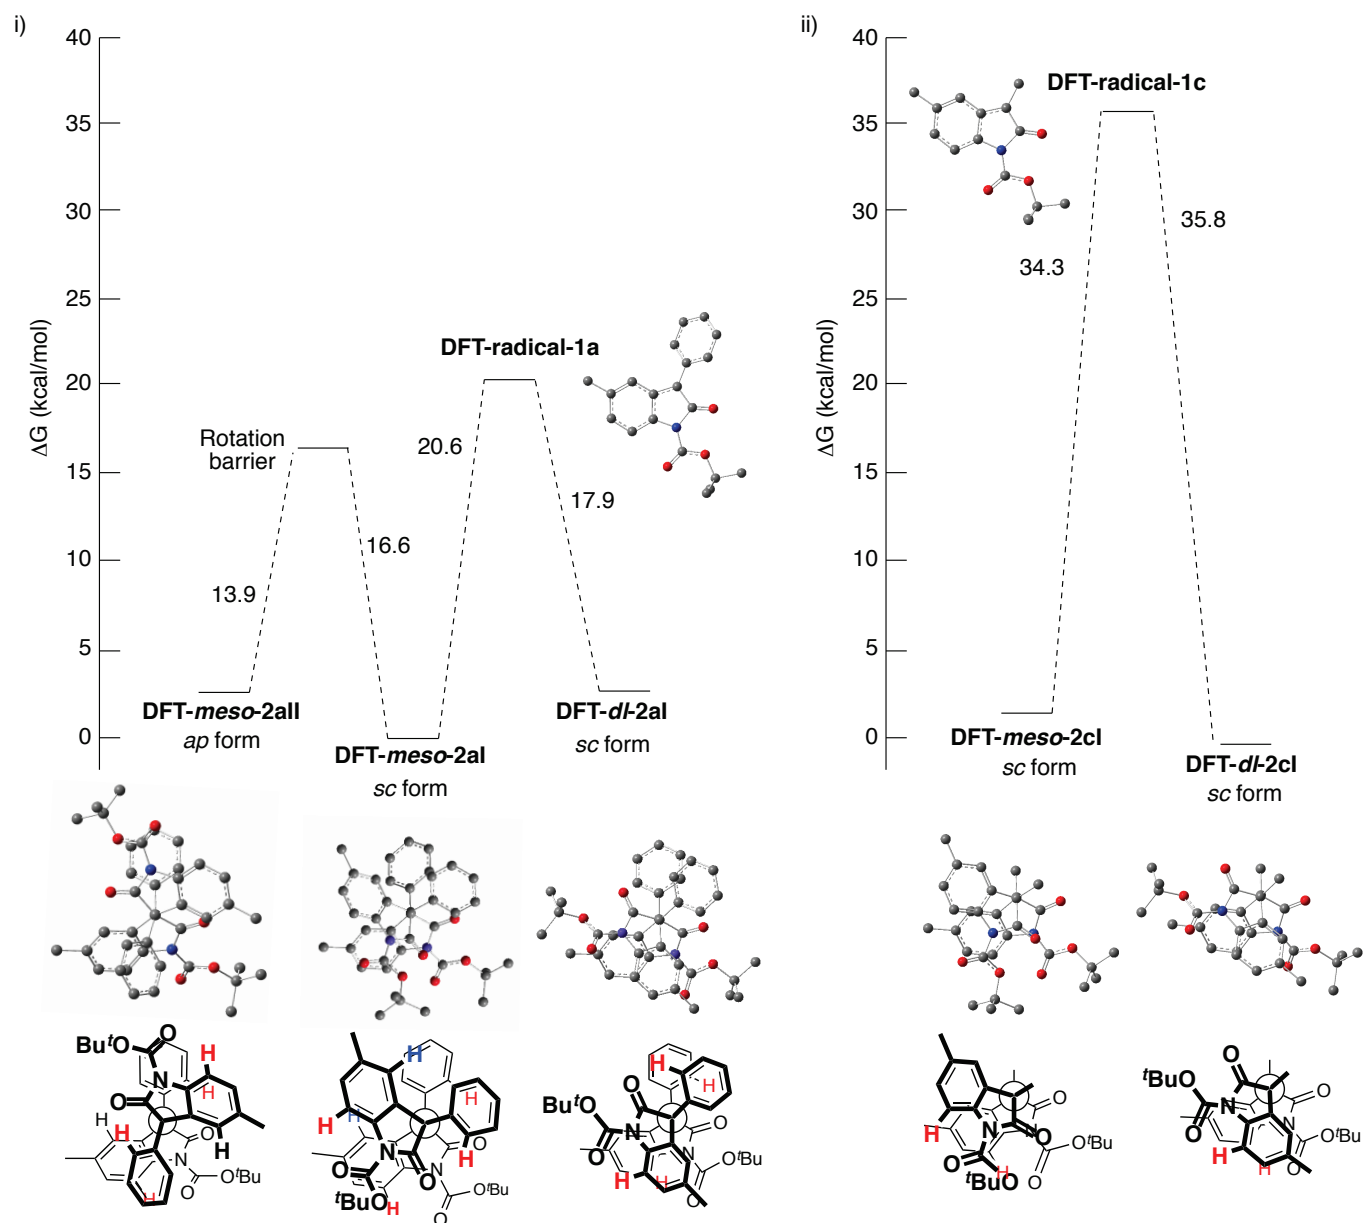 i)
40
35
30
25
20
15
10
5
0
ΔG (kcal/mol)
Rotation
barrier
13.9
16.6
20.6
17.9
DFT-radical-1a
DFT-meso-2aII
ap form
DFT-meso-2aI
sc form
DFT-dl-2aI
sc form
ii)
40
35
30
25
20
15
10
5
0
ΔG (kcal/mol)
DFT-radical-1c
34.3
35.8
DFT-meso-2cI
sc form
DFT-dl-2cI
sc form
BuᵗO
O
N
H
H
O
H
H
O
H
N
OᵗBu
O
H
H
H
H
H
N
O
N
O
H
O
ᵗBuO
H
OᵗBu
O
H
H
O
ᵗBuO
N
O
N
O
H
H
OᵗBu
O
O
N
N
O
H
O
H
ᵗBuO
OᵗBu
O
O
O
ᵗBuO
N
N
O
H
H
OᵗBu
O